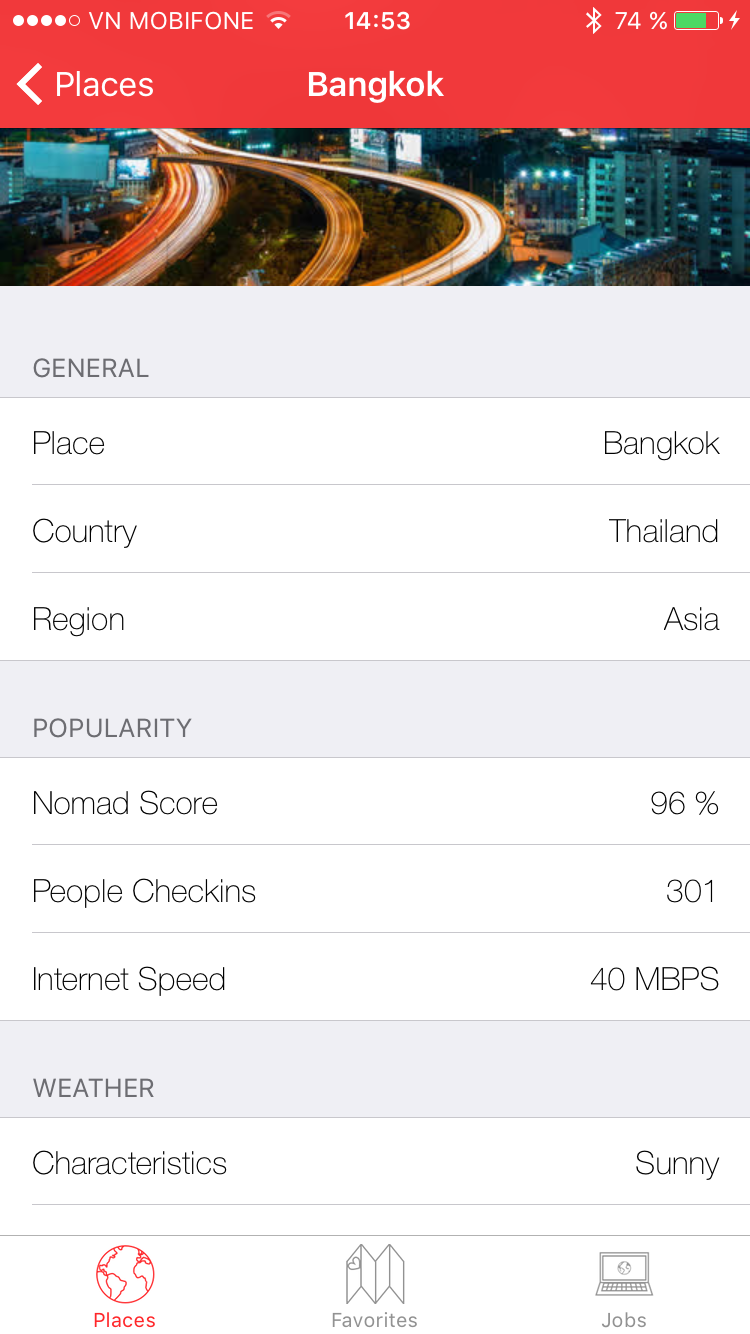 VN MOBIFONE 14:53 74 %
Places Bangkok
GENERAL
Place Bangkok
Country Thailand
Region Asia
POPULARITY
Nomad Score 96 %
People Checkins 301
Internet Speed 40 MBPS
WEATHER
Characteristics Sunny
Places Favorites Jobs